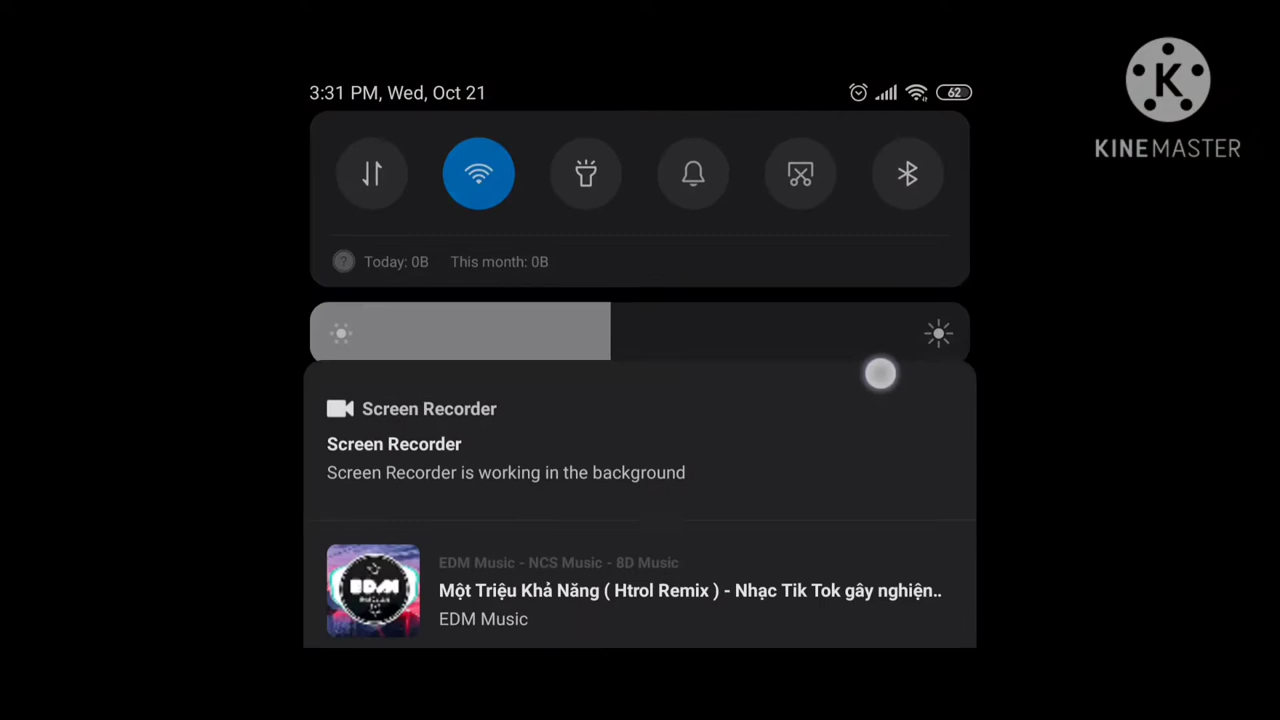 3:31 PM, Wed, Oct 21
62
K
KINEMASTER
Today: 0B This month: 0B
Screen Recorder
Screen Recorder
Screen Recorder is working in the background
EDM Music - NCS Music - 8D Music
Một Triệu Khả Năng ( Htrol Remix ) - Nhạc Tik Tok gây nghiện..
EDM
EDM Music